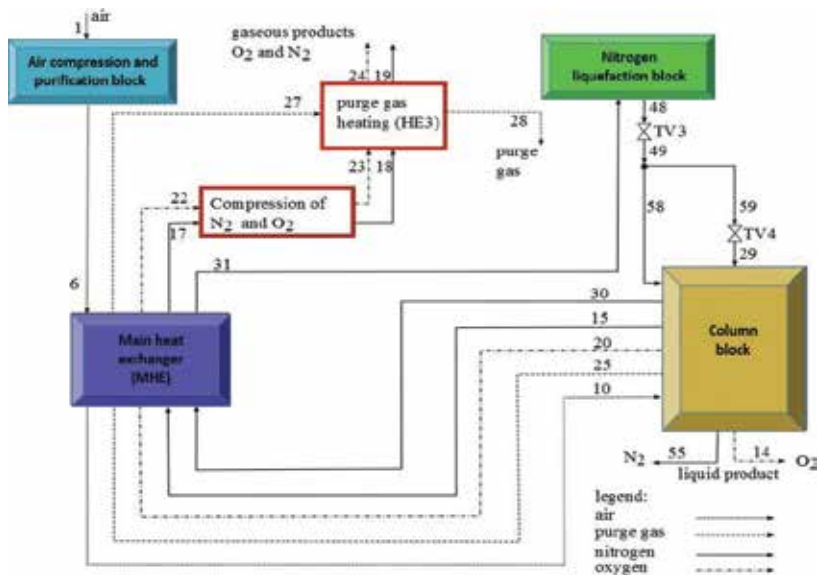 air
1
Air compression and
purification block
gaseous products
O2 and N2
24
19
27
purge gas
heating (HE3)
28
purge
gas
Nitrogen
liquefaction block
48
TV3
49
23
18
22
17
Compression of
N2 and O2
58
59
TV4
29
31
6
30
15
20
25
10
Main heat
exchanger
(MHE)
Column
block
N2
55
14
O2
liquid product
legend:
air
purge gas
nitrogen
oxygen